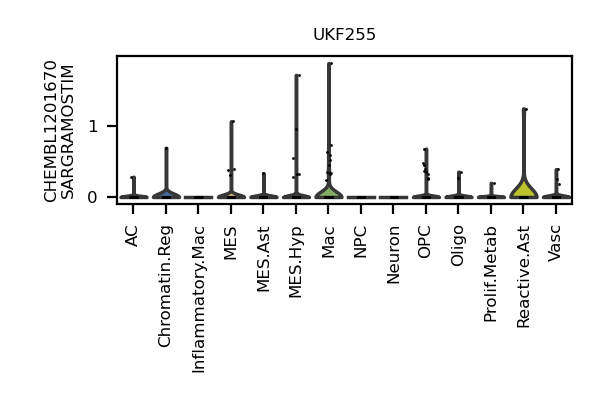 UKF255
CHEMBL1201670
SARGRAMOSTIM
1
0
AC
Chromatin.Reg
Inflammatory.Mac
MES
MES.Ast
MES.Hyp
Mac
NPC
Neuron
OPC
Oligo
Prolif.Metab
Reactive.Ast
Vasc